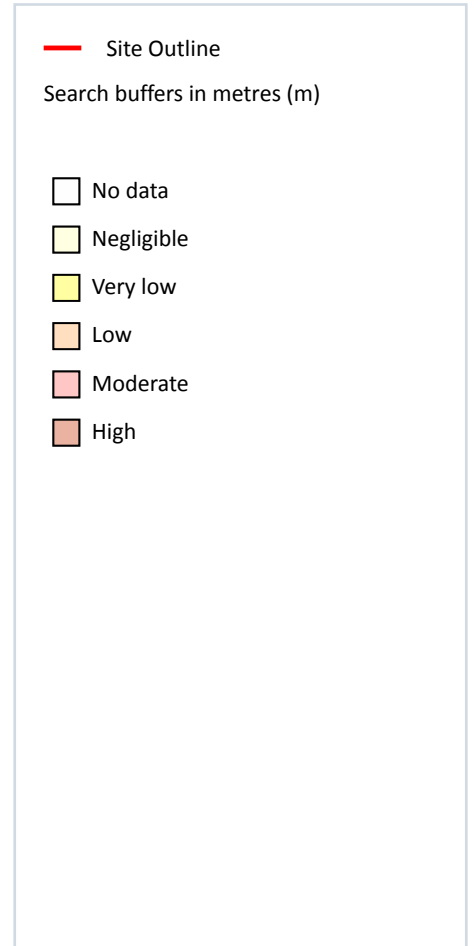 Site Outline
Search buffers in metres (m)
No data
Negligible
Very low
Low
Moderate
High